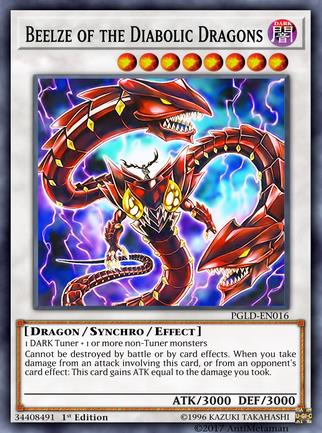 Beelze of the Diabolic Dragons
DARK
闇
PGLD-EN016
[Dragon / Synchro / Effect]
1 DARK Tuner + 1 or more non-Tuner monsters
Cannot be destroyed by battle or by card effects. When you take
damage from an attack involving this card, or from an opponent's
card effect: This card gains ATK equal to the damage you took.
ATK/3000 DEF/3000
34408491 1st Edition ©1996 KAZUKI TAKAHASHI
©2017 AntiMetaman